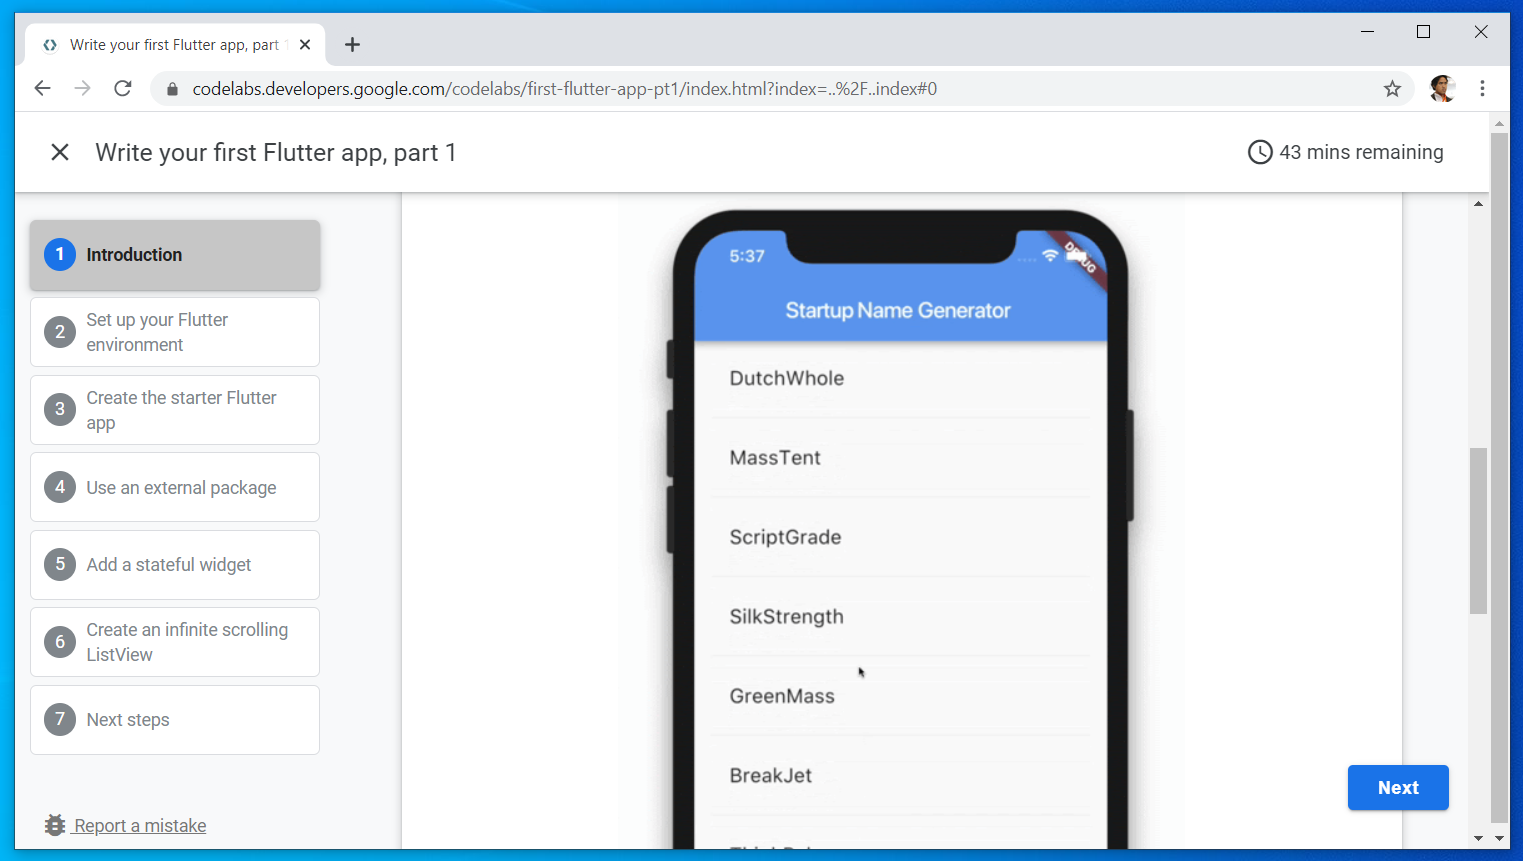 Write your first Flutter app, part
codelabs.developers.google.com/codelabs/first-flutter-app-pt1/index.html?index=..%2F..index#0
Write your first Flutter app, part 1
43 mins remaining
1 Introduction
2 Set up your Flutter
environment
3 Create the starter Flutter
app
4 Use an external package
5 Add a stateful widget
6 Create an infinite scrolling
ListView
7 Next steps
Report a mistake
5:37
DEBUG
Startup Name Generator
DutchWhole
MassTent
ScriptGrade
SilkStrength
GreenMass
BreakJet
Next